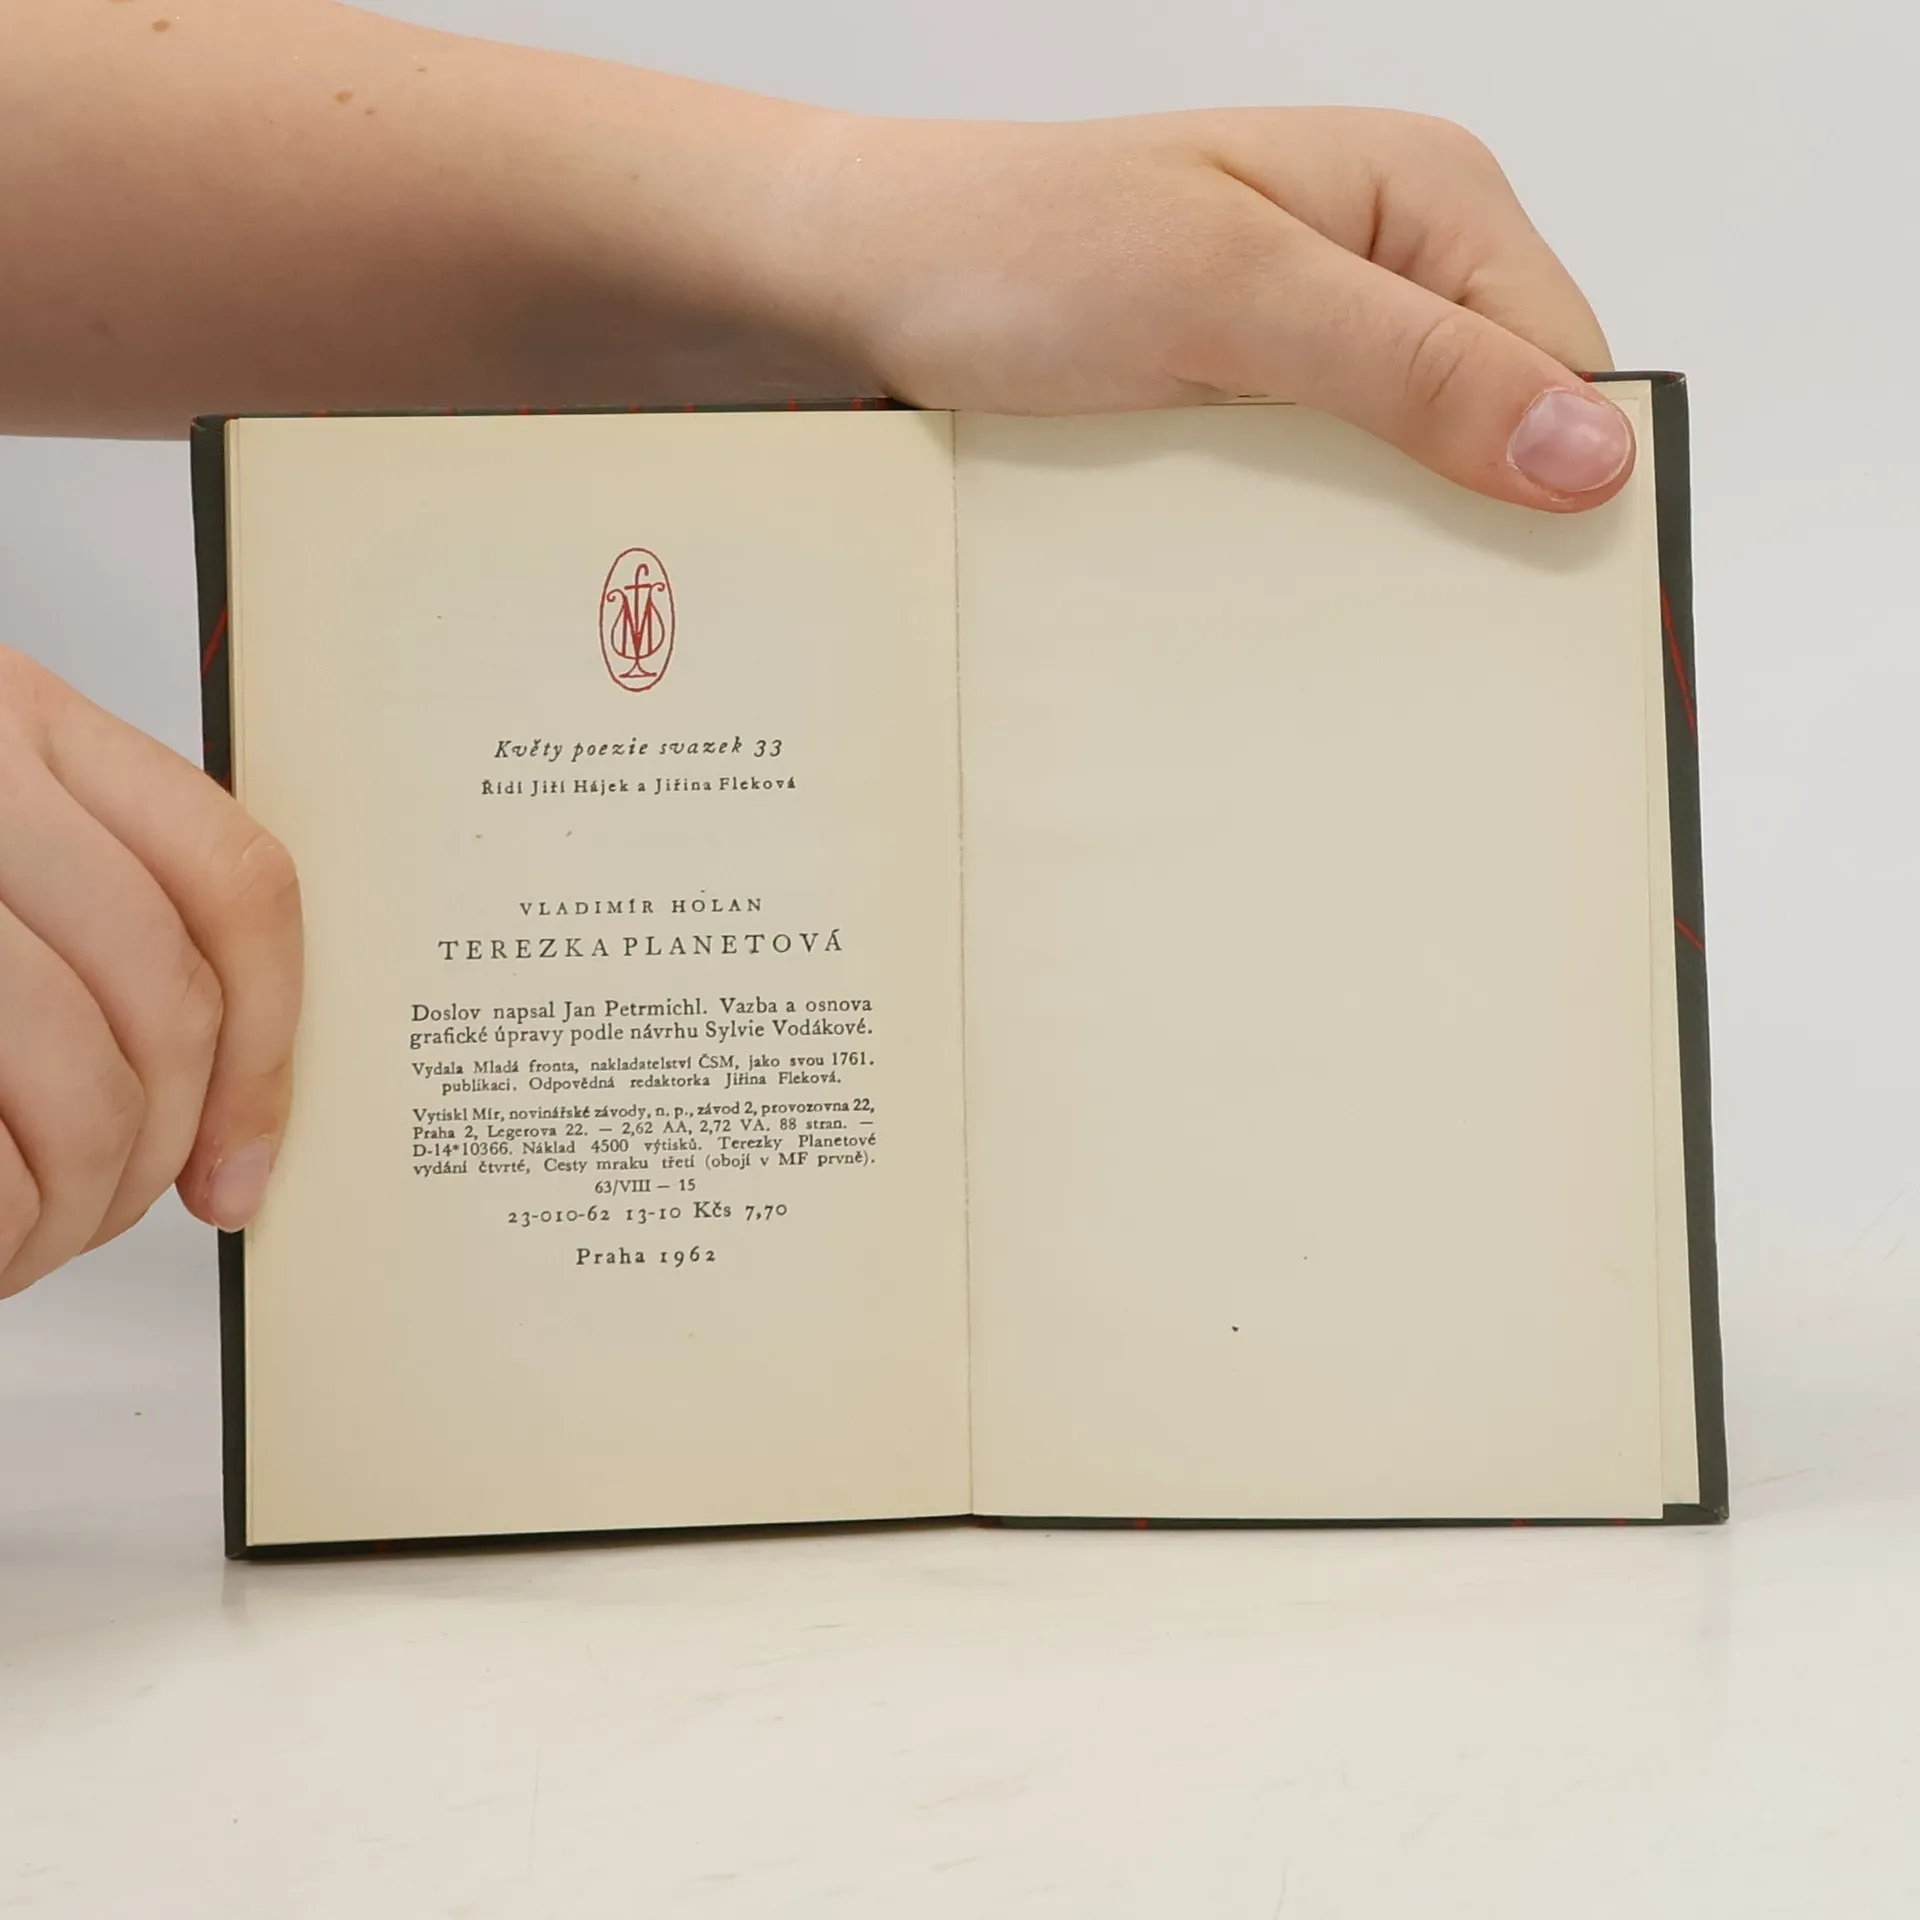 Květy poezie svazek 33
Řídí Jiří Hájek a Jiřina Fleková
VLADIMÍR HOLAN
TEREZKA PLANETOVÁ
Doslov napsal Jan Petrmichl. Vazba a osnova
grafické úpravy podle návrhu Sylvie Vodákové.
Vydala Mladá fronta, nakladatelství ČSM, jako svou 1761.
publikaci. Odpovědná redaktorka Jiřina Fleková.
Vytiskl Mír, novinářské závody, n. p., závod 2, provozovna 22,
Praha 2, Legerova 22. — 2,62 AA, 2,72 VA. 88 stran. —
D-14*10366. Náklad 4500 výtisků. Terezky Planetové
vydání čtvrté, Cesty mraku třetí (obojí v MF prvně).
63/VIII — 15
23-010-62 13-10 Kčs 7,70
Praha 1962